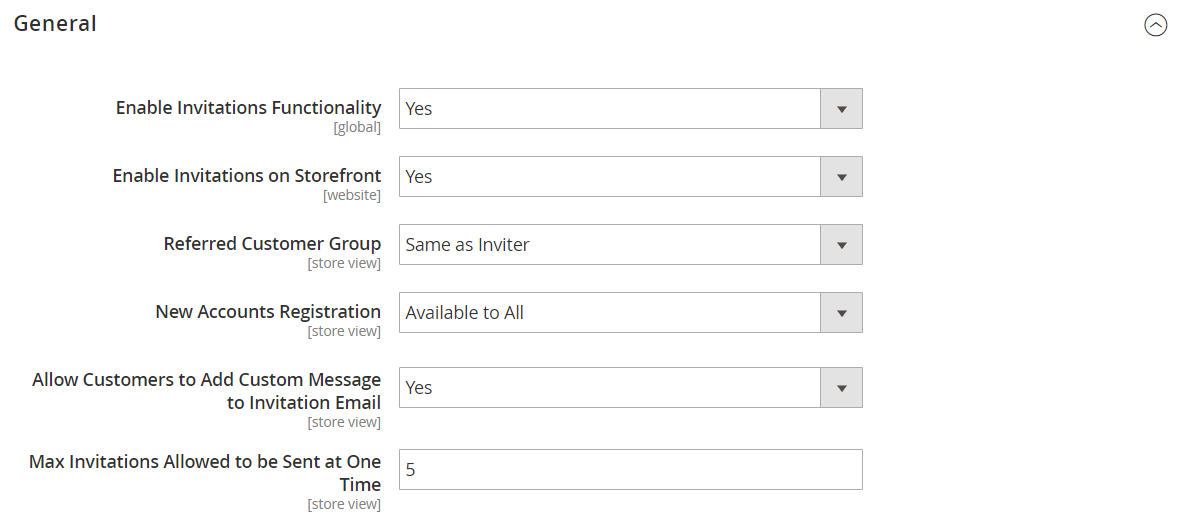 General
Enable Invitations Functionality
Yes
[global]
Enable Invitations on Storefront
Yes
[website]
Referred Customer Group
Same as Inviter
[store view]
New Accounts Registration
Available to All
[store view]
Allow Customers to Add Custom Message
to Invitation Email
Yes
[store view]
Max Invitations Allowed to be Sent at One
Time
5
[store view]